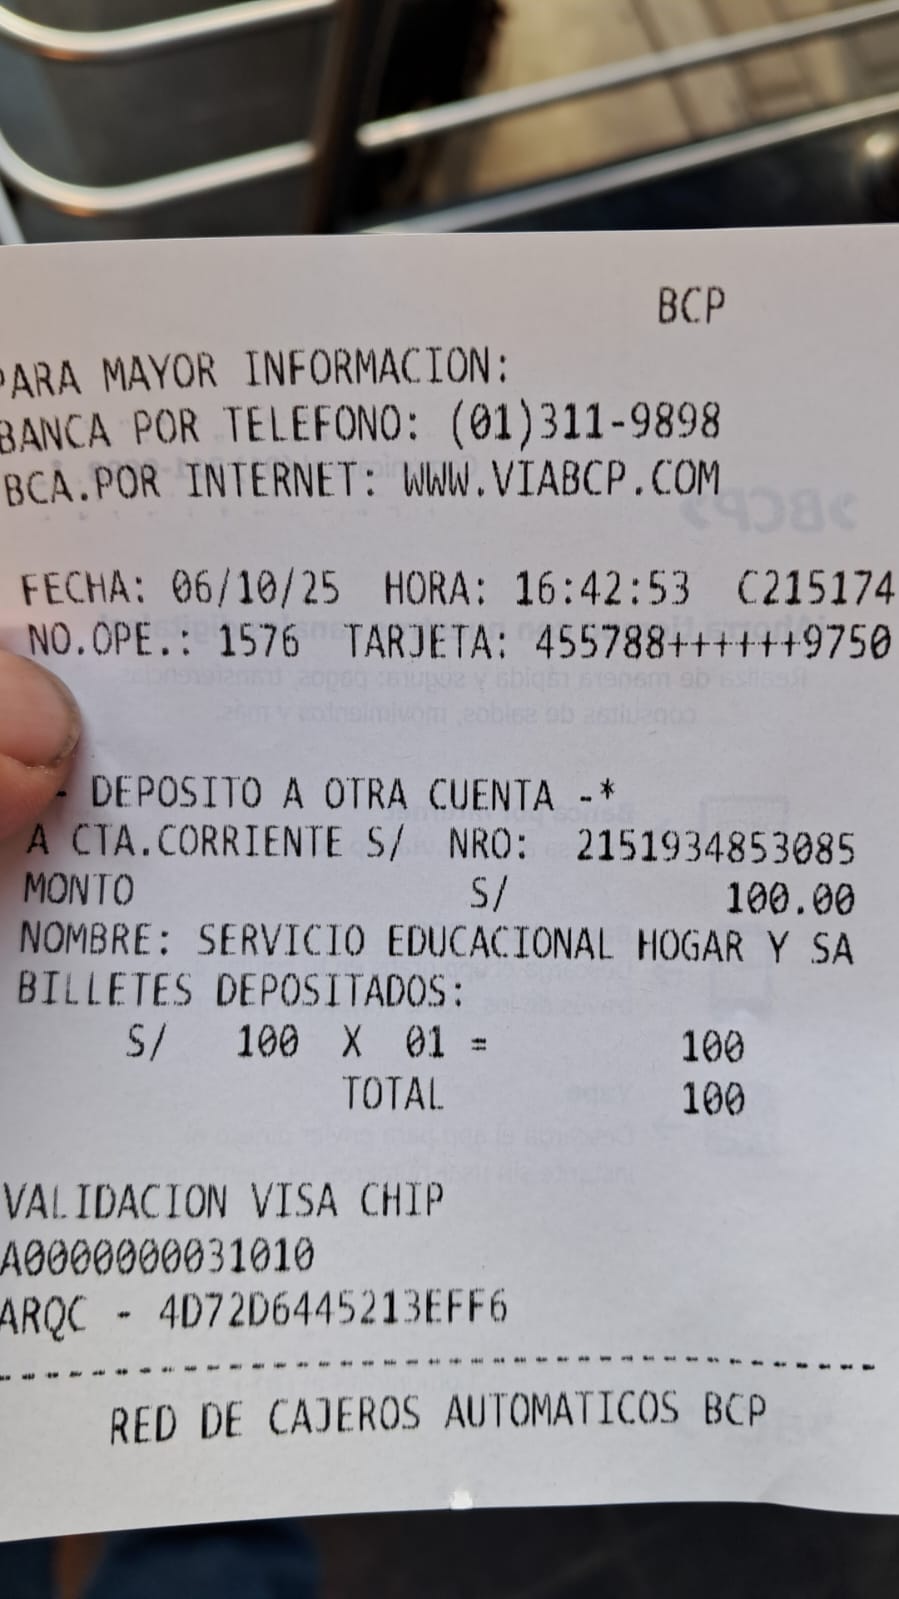 BCP
PARA MAYOR INFORMACION:
BANCA POR TELEFONO: (01)311-9898
BCA.POR INTERNET: WWW.VIABCP.COM
FECHA: 06/10/25 HORA: 16:42:53 C215174
NO.OPE.: 1576 TARJETA: 455788++++++9750
- DEPOSITO A OTRA CUENTA -*
A CTA.CORRIENTE S/ NRO: 2151934853085
MONTO S/ 100.00
NOMBRE: SERVICIO EDUCACIONAL HOGAR Y SA
BILLETES DEPOSITADOS:
S/ 100 X 01 = 100
TOTAL 100
VALIDACION VISA CHIP
A0000000031010
ARQC - 4D72D6445213EFF6
RED DE CAJEROS AUTOMATICOS BCP